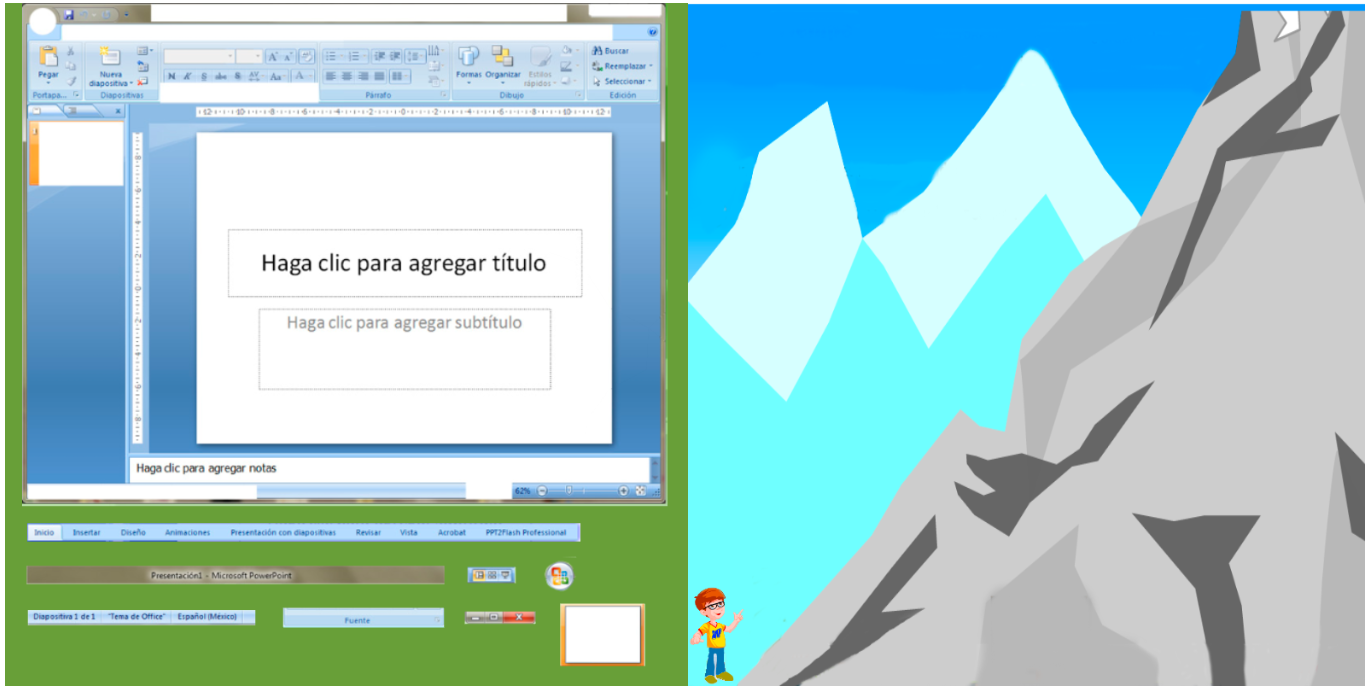 Buscar
Reemplazar
Seleccionar
Pegar
Nueva
diapositiva
Formas Organizar Estilos
rápidos
N K S abc S AV Aa A
Portapa... Diapositivas Párrafo Dibujo Edición
Haga clic para agregar título
Haga clic para agregar subtítulo
Haga clic para agregar notas
62%
Inicio Insertar Diseño Animaciones Presentación con diapositivas Revisar Vista Acrobat PPT2Flash Professional
Presentación1 - Microsoft PowerPoint
Diapositiva 1 de 1 "Tema de Office" Español (México)
Fuente